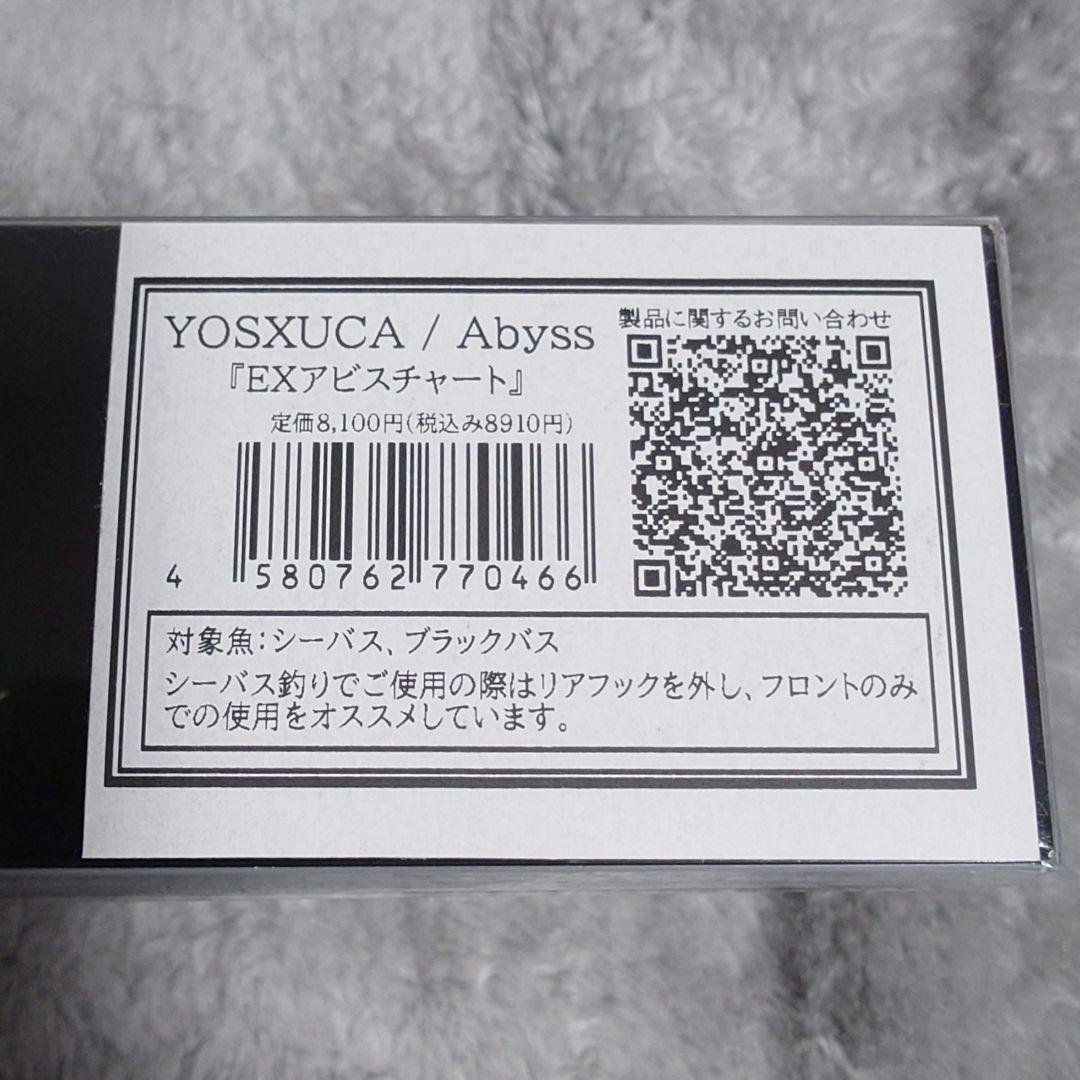 YOSXUCA / Abyss
『EXアビスチャート』
定価8,100円(税込み8910円)
4 580762 770466
製品に関するお問い合わせ
対象魚:シーバス、ブラックバス
シーバス釣りでご使用の際はリアフックを外し、フロントのみ
での使用をオススメしています。